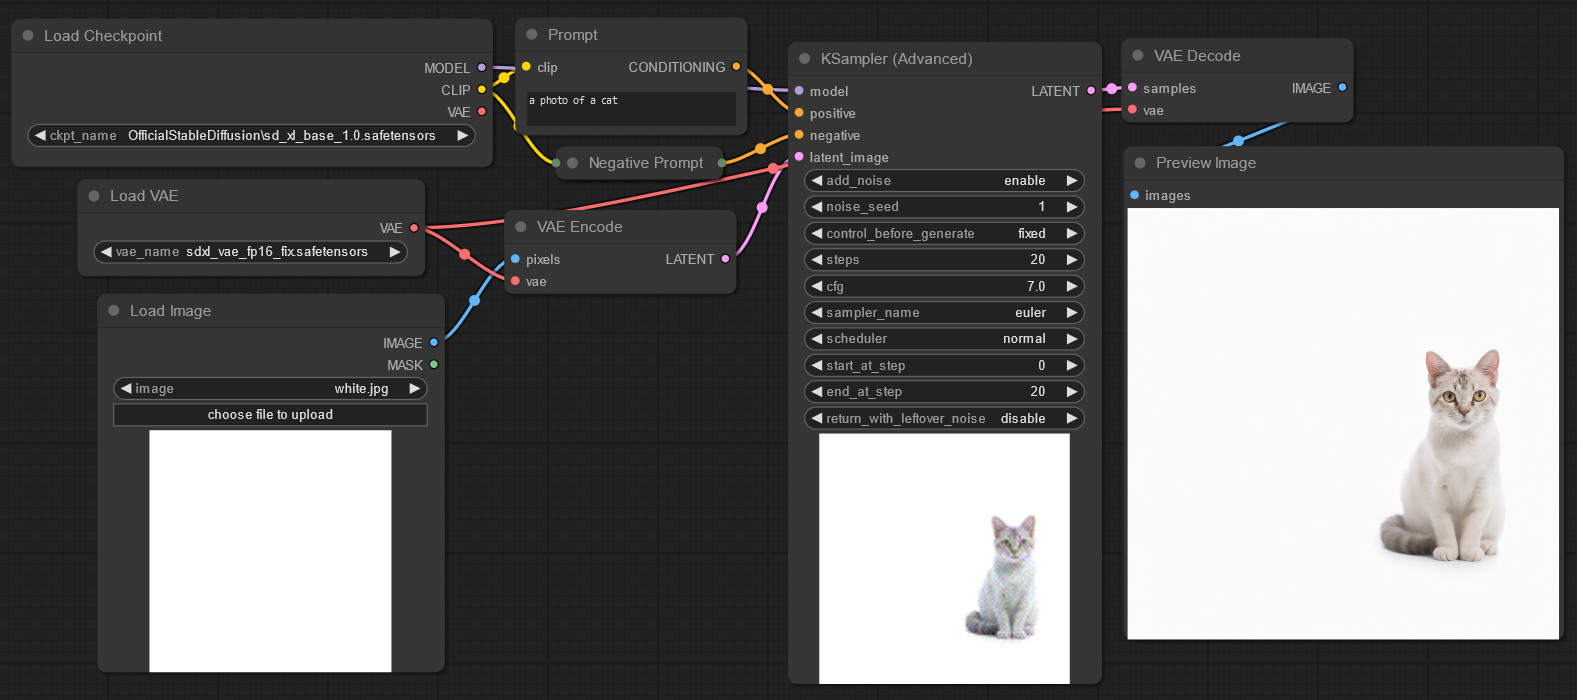 Load Checkpoint
MODEL
CLIP
VAE
ckpt_name OfficialStableDiffusion\sd_xl_base_1.0.safetensors
Load VAE
VAE
vae_name sdxl_vae_fp16_fix.safetensors
Load Image
IMAGE
MASK
image white.jpg
choose file to upload
Prompt
clip CONDITIONING
a photo of a cat
Negative Prompt
VAE Encode
pixels LATENT
vae
KSampler (Advanced)
model LATENT
positive
negative
latent_image
add_noise enable
noise_seed 1
control_before_generate fixed
steps 20
cfg 7.0
sampler_name euler
scheduler normal
start_at_step 0
end_at_step 20
return_with_leftover_noise disable
VAE Decode
samples IMAGE
vae
Preview Image
images